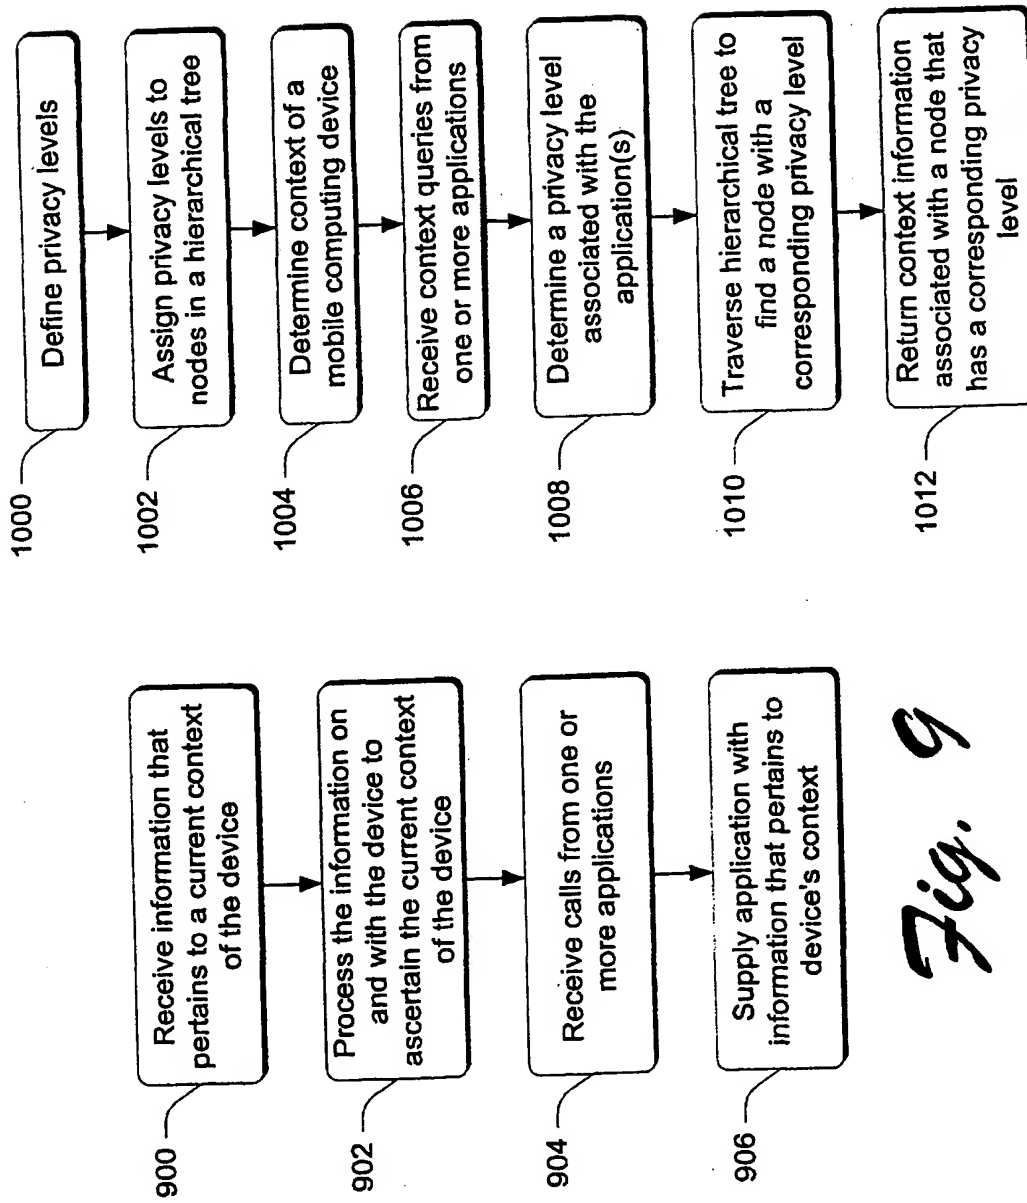 900
Receive information that
pertains to a current context
of the device
902
Process the information on
and with the device to
ascertain the current context
of the device
904
Receive calls from one or
more applications
906
Supply application with
information that pertains to
device's context
Fig. 9
1000
Define privacy levels
1002
Assign privacy levels to
nodes in a hierarchical tree
1004
Determine context of a
mobile computing device
1006
Receive context queries from
one or more applications
1008
Determine a privacy level
associated with the
application(s)
1010
Traverse hierarchical tree to
find a node with a
corresponding privacy level
1012
Return context information
associated with a node that
has a corresponding privacy
level